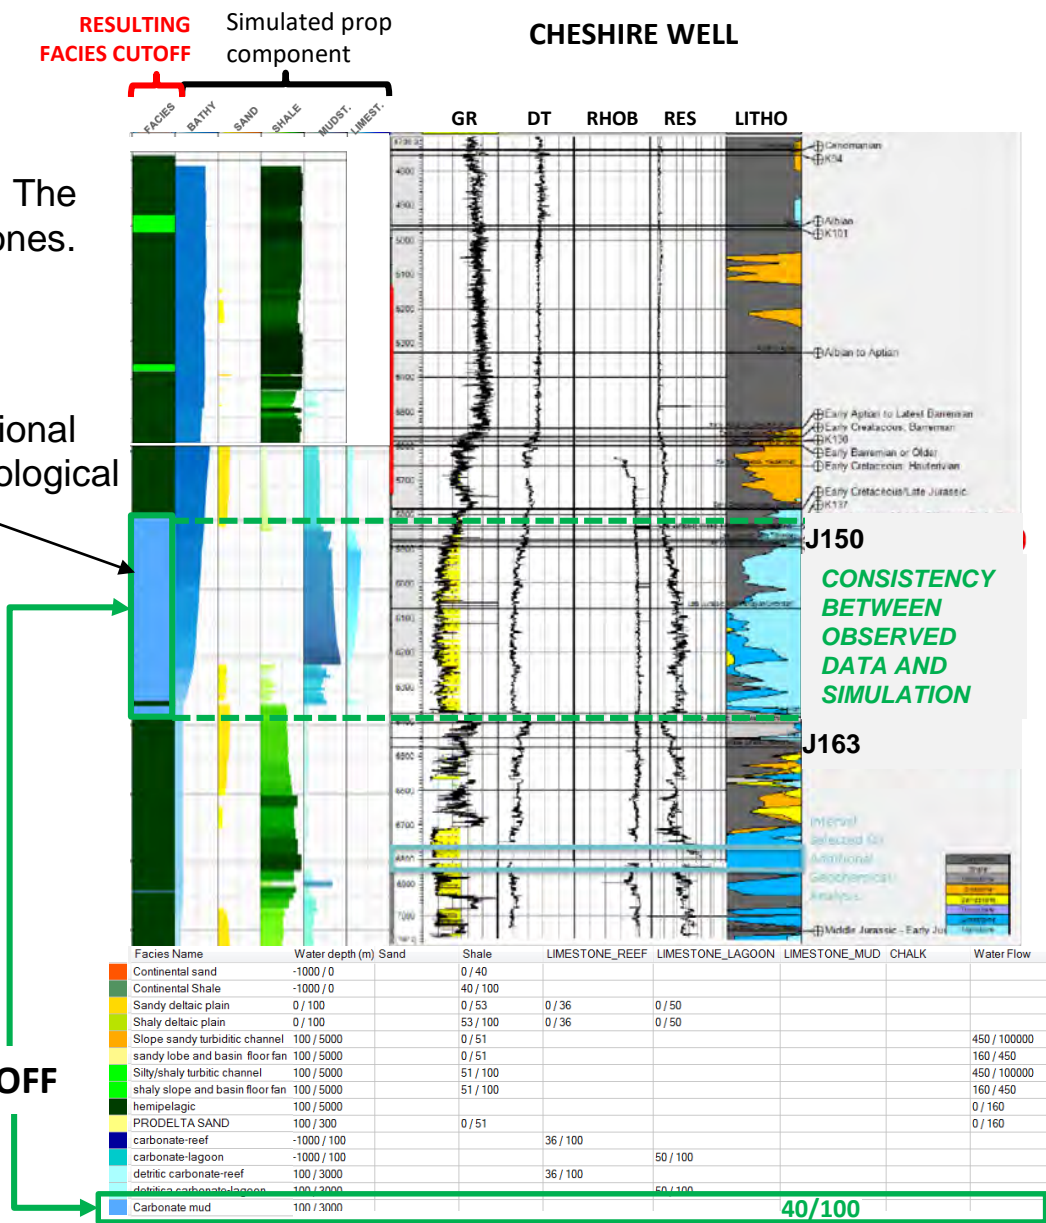 RESULTING
FACIES CUTOFF
Simulated prop
component
CHESHIRE WELL
FACIES
BATHY
SAND
SHALE
MUDST.
LIMEST.
GR DT RHOB RES LITHO
Cenomanian
K94
The
ones.
Albian
K101
Albian to Aptian
ional
ological
Early Aptian to Latest Barremian
Early Creatacous, Barreman
K130
Early Barremian or Older
Early Cretaceous: Hauterivian
Early Cretaceous/Late Jurassic
K137
J150
CONSISTENCY
BETWEEN
OBSERVED
DATA AND
SIMULATION
J163
Interval
Selected for
Additional
Geochemical
Analysis
Middle Jurassic - Early Ju
Facies Name Water depth (m) Sand Shale LIMESTONE_REEF LIMESTONE_LAGOON LIMESTONE_MUD CHALK Water Flow
Continental sand -1000 / 0 0 / 40
Continental Shale -1000 / 0 40 / 100
Sandy deltaic plain 0 / 100 0 / 53 0 / 36 0 / 50
Shaly deltaic plain 0 / 100 53 / 100 0 / 36 0 / 50
Slope sandy turbiditic channel 100 / 5000 0 / 51 450 / 100000
sandy lobe and basin floor fan 100 / 5000 0 / 51 160 / 450
Silty/shaly turbitic channel 100 / 5000 51 / 100 450 / 100000
shaly slope and basin floor fan 100 / 5000 51 / 100 160 / 450
hemipelagic 100 / 5000 0 / 160
PRODELTA SAND 100 / 300 0 / 51 0 / 160
carbonate-reef -1000 / 100 36 / 100
carbonate-lagoon -1000 / 100 50 / 100
detritic carbonate-reef 100 / 3000 36 / 100
detritica carbonate-lagoon 100 / 3000 50 / 100
Carbonate mud 100 / 3000 40/100
OFF